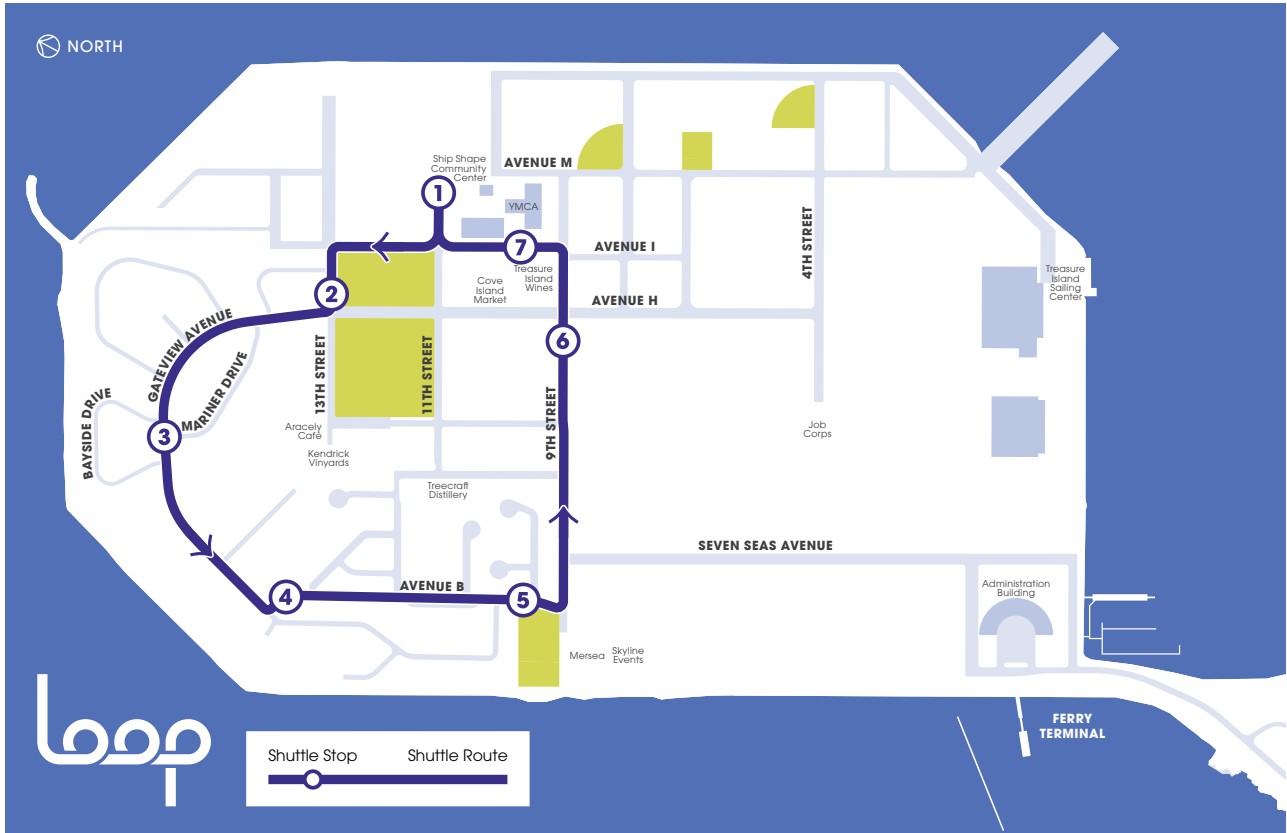 NORTH
Ship Shape
Community
Center
AVENUE M
1
YMCA
4TH STREET
7
AVENUE I
Treasure
Island
Wines
Cove
Island
Market
Treasure
Island
Sailing
Center
2
AVENUE H
6
GATEVIEW AVENUE
MARINER DRIVE
13TH STREET
11TH STREET
9TH STREET
BAYSIDE DRIVE
3
Aracely
Café
Kendrick
Vinyards
Job
Corps
Treecraft
Distillery
SEVEN SEAS AVENUE
4
AVENUE B
5
Administration
Building
Mersea
Skyline
Events
loop
Shuttle Stop
Shuttle Route
FERRY
TERMINAL